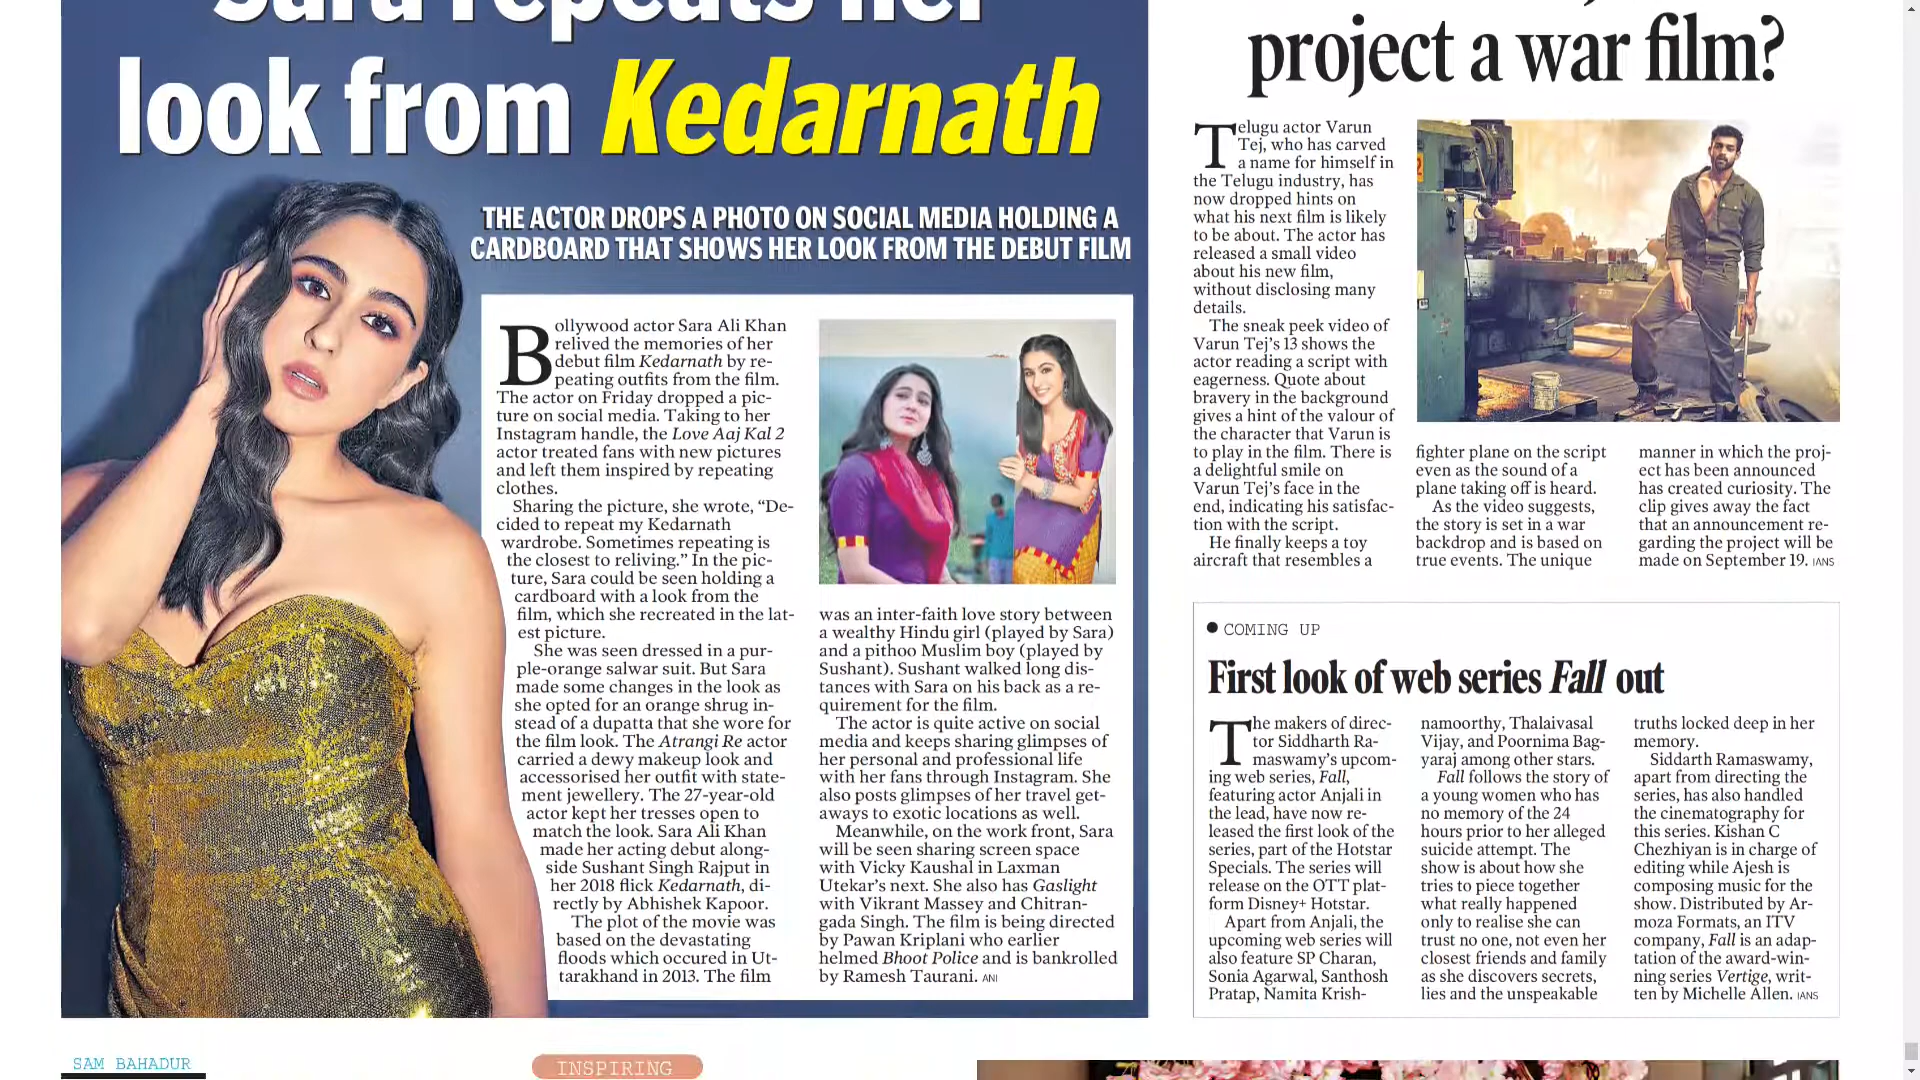 Sara repeats her
look from Kedarnath
THE ACTOR DROPS A PHOTO ON SOCIAL MEDIA HOLDING A
CARDBOARD THAT SHOWS HER LOOK FROM THE DEBUT FILM
Bollywood actor Sara Ali Khan
relived the memories of her
debut film Kedarnath by re-
peating outfits from the film.
The actor on Friday dropped a pic-
ture on social media. Taking to her
Instagram handle, the Love Aaj Kal 2
actor treated fans with new pictures
and left them inspired by repeating
clothes.
Sharing the picture, she wrote, “De-
cided to repeat my Kedarnath
wardrobe. Sometimes repeating is
the closest to reliving.” In the pic-
ture, Sara could be seen holding a
cardboard with a look from the
film, which she recreated in the lat-
est picture.
She was seen dressed in a pur-
ple-orange salwar suit. But Sara
made some changes in the look as
she opted for an orange shrug in-
stead of a dupatta that she wore for
the film look. The Atrangi Re actor
carried a dewy makeup look and
accessorised her outfit with state-
ment jewellery. The 27-year-old
actor kept her tresses open to
match the look. Sara Ali Khan
made her acting debut along-
side Sushant Singh Rajput in
her 2018 flick Kedarnath, di-
rectly by Abhishek Kapoor.
The plot of the movie was
based on the devastating
floods which occured in Ut-
tarakhand in 2013. The film
was an inter-faith love story between
a wealthy Hindu girl (played by Sara)
and a pithoo Muslim boy (played by
Sushant). Sushant walked long dis-
tances with Sara on his back as a re-
quirement for the film.
The actor is quite active on social
media and keeps sharing glimpses of
her personal and professional life
with her fans through Instagram. She
also posts glimpses of her travel get-
aways to exotic locations as well.
Meanwhile, on the work front, Sara
will be seen sharing screen space
with Vicky Kaushal in Laxman
Utekar’s next. She also has Gaslight
with Vikrant Massey and Chitran-
gada Singh. The film is being directed
by Pawan Kriplani who earlier
helmed Bhoot Police and is bankrolled
by Ramesh Taurani. ANI
project a war film?
Telugu actor Varun
Tej, who has carved
a name for himself in
the Telugu industry, has
now dropped hints on
what his next film is likely
to be about. The actor has
released a small video
about his new film,
without disclosing many
details.
The sneak peek video of
Varun Tej’s 13 shows the
actor reading a script with
eagerness. Quote about
bravery in the background
gives a hint of the valour of
the character that Varun is
to play in the film. There is
a delightful smile on
Varun Tej’s face in the
end, indicating his satisfac-
tion with the script.
He finally keeps a toy
aircraft that resembles a
fighter plane on the script
even as the sound of a
plane taking off is heard.
As the video suggests,
the story is set in a war
backdrop and is based on
true events. The unique
manner in which the proj-
ect has been announced
has created curiosity. The
clip gives away the fact
that an announcement re-
garding the project will be
made on September 19. IANS
COMING UP
First look of web series Fall out
The makers of direc-
tor Siddharth Ra-
maswamy’s upcom-
ing web series, Fall,
featuring actor Anjali in
the lead, have now re-
leased the first look of the
series, part of the Hotstar
Specials. The series will
release on the OTT plat-
form Disney+ Hotstar.
Apart from Anjali, the
upcoming web series will
also feature SP Charan,
Sonia Agarwal, Santhosh
Pratap, Namita Krish-
namoorthy, Thalaivasal
Vijay, and Poornima Bag-
yaraj among other stars.
Fall follows the story of
a young women who has
no memory of the 24
hours prior to her alleged
suicide attempt. The
show is about how she
tries to piece together
what really happened
only to realise she can
trust no one, not even her
closest friends and family
as she discovers secrets,
lies and the unspeakable
truths locked deep in her
memory.
Siddarth Ramaswamy,
apart from directing the
series, has also handled
the cinematography for
this series. Kishan C
Chezhiyan is in charge of
editing while Ajesh is
composing music for the
show. Distributed by Ar-
moza Formats, an ITV
company, Fall is an adap-
tation of the award-win-
ning series Vertige, writ-
ten by Michelle Allen. IANS
SAM BAHADUR
INSPIRING